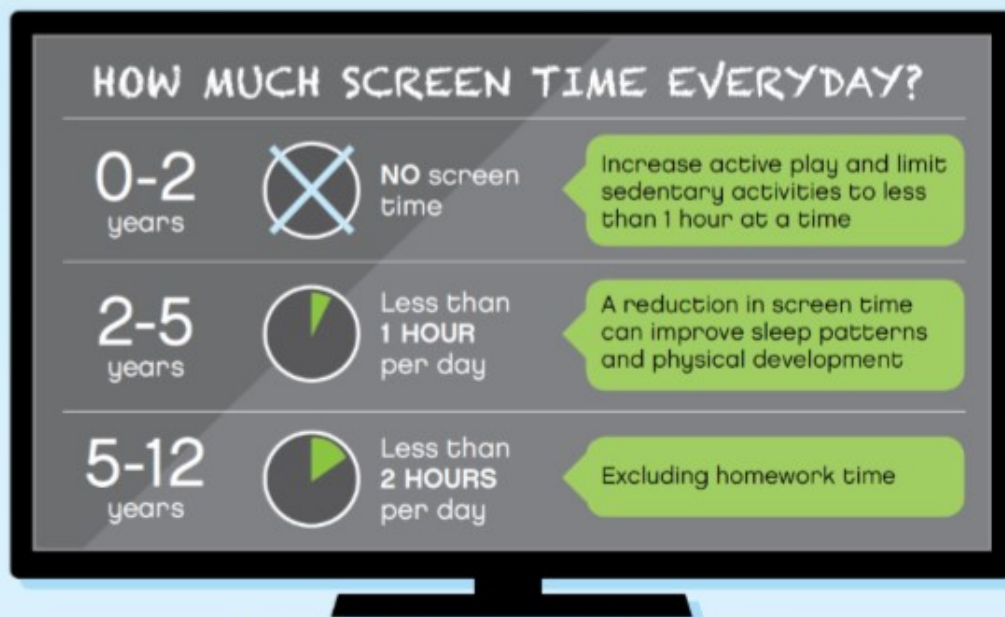 HOW MUCH SCREEN TIME EVERYDAY?
0-2
years
NO screen
time
Increase active play and limit
sedentary activities to less
than 1 hour at a time
2-5
years
Less than
1 HOUR
per day
A reduction in screen time
can improve sleep patterns
and physical development
5-12
years
Less than
2 HOURS
per day
Excluding homework time